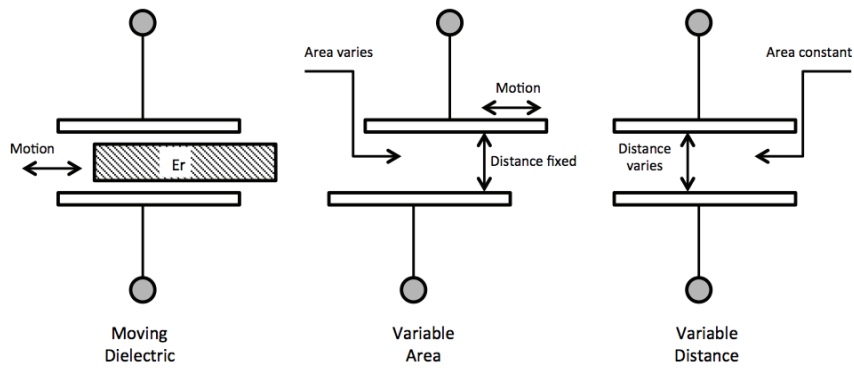 Motion
Er
Moving
Dielectric
Area varies
Motion
Distance fixed
Variable
Area
Area constant
Distance
varies
Variable
Distance